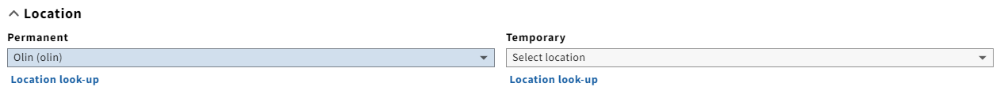 Location
Permanent
Temporary
Olin (olin)
Select location
Location look-up
Location look-up